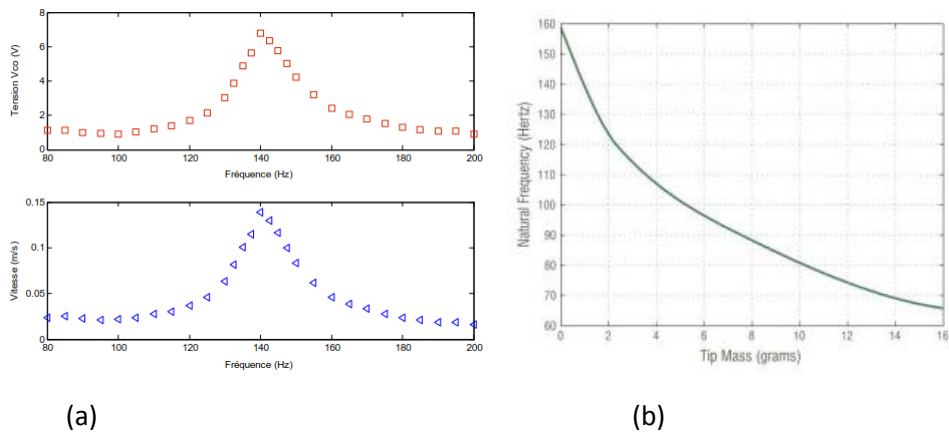 8
6
4
2
0
Tension Vco (V)
80 100 120 140 160 180 200
Fréquence (Hz)
0.15
0.1
0.05
0
Vitesse (m/s)
80 100 120 140 160 180 200
Fréquence (Hz)
(a)
160
150
140
130
120
110
100
90
80
70
60
Natural Frequency (Hertz)
0 2 4 6 8 10 12 14 16
Tip Mass (grams)
(b)